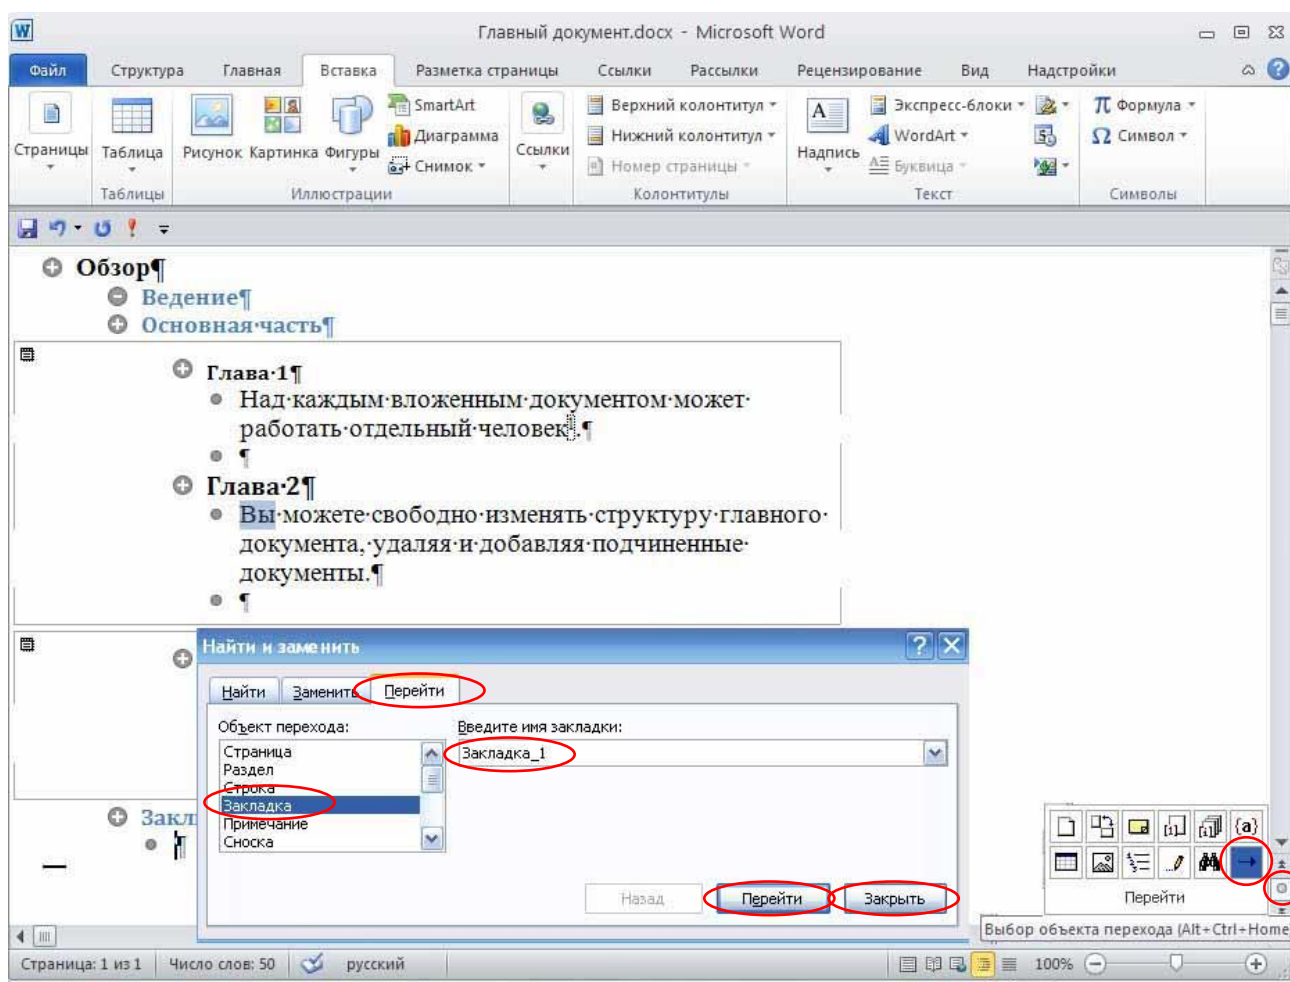 Главный документ.docx - Microsoft Word
Файл Структура Главная Вставка Разметка страницы Ссылки Рассылки Рецензирование Вид Надстройки
Страницы
Таблица
Рисунок Картинка Фигуры
SmartArt
Диаграмма
Снимок
Ссылки
Верхний колонтитул
Нижний колонтитул
Номер страницы
Надпись
Экспресс-блоки
WordArt
Буквица
π Формула
Ω Символ
Таблицы Иллюстрации Колонтитулы Текст Символы
Обзор¶
Ведение¶
Основная·часть¶
Глава·1¶
Над·каждым·вложенным·документом·может·
работать·отдельный·человек.¶
¶
Глава·2¶
Вы·можете·свободно·изменять·структуру·главного·
документа,·удаляя·и·добавляя·подчиненные·
документы.¶
¶
Найти и заменить
Найти Заменить Перейти
Объект перехода: Введите имя закладки:
Страница
Раздел
Строка
Закладка
Примечание
Сноска
Закладка_1
Закл
¶
Назад Перейти Закрыть
{a}
Перейти
Выбор объекта перехода (Alt+Ctrl+Home
Страница: 1 из 1 Число слов: 50 русский 100%